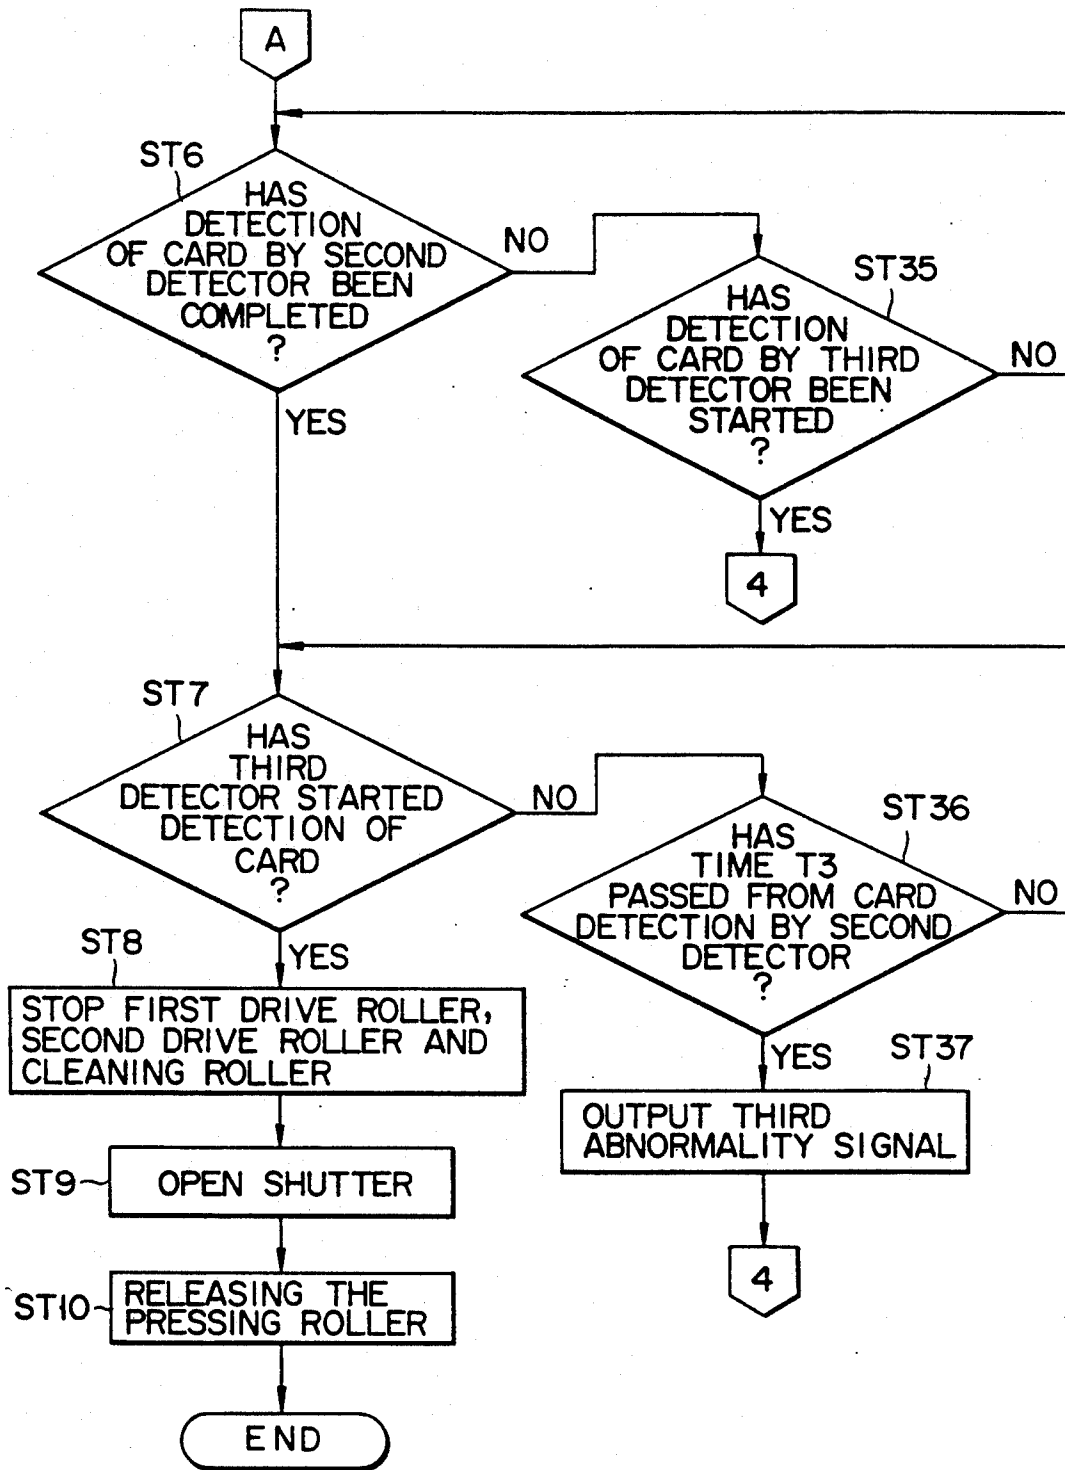 A
ST6
HAS
DETECTION
OF CARD BY SECOND
DETECTOR BEEN
COMPLETED
?
NO
YES
ST35
HAS
DETECTION
OF CARD BY THIRD
DETECTOR BEEN
STARTED
?
NO
YES
4
ST7
HAS
THIRD
DETECTOR STARTED
DETECTION OF
CARD
?
NO
YES
ST36
HAS
TIME T3
PASSED FROM CARD
DETECTION BY SECOND
DETECTOR
?
NO
YES
ST8
STOP FIRST DRIVE ROLLER,
SECOND DRIVE ROLLER AND
CLEANING ROLLER
ST37
OUTPUT THIRD
ABNORMALITY SIGNAL
4
ST9
OPEN SHUTTER
ST10
RELEASING THE
PRESSING ROLLER
END